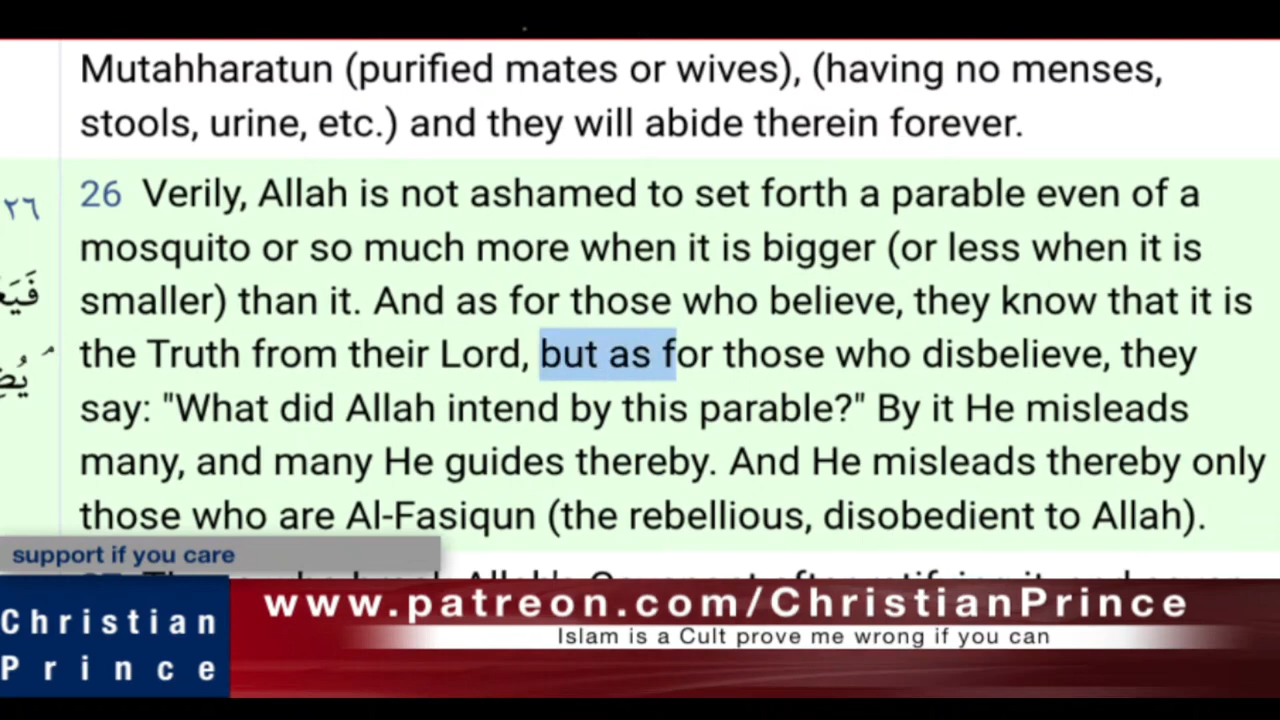 Mutahharatun (purified mates or wives), (having no menses,
stools, urine, etc.) and they will abide therein forever.
٢٦
26 Verily, Allah is not ashamed to set forth a parable even of a
mosquito or so much more when it is bigger (or less when it is
smaller) than it. And as for those who believe, they know that it is
the Truth from their Lord, but as for those who disbelieve, they
say: "What did Allah intend by this parable?" By it He misleads
many, and many He guides thereby. And He misleads thereby only
those who are Al-Fasiqun (the rebellious, disobedient to Allah).
support if you care
Christian
Prince
www.patreon.com/ChristianPrince
Islam is a Cult prove me wrong if you can